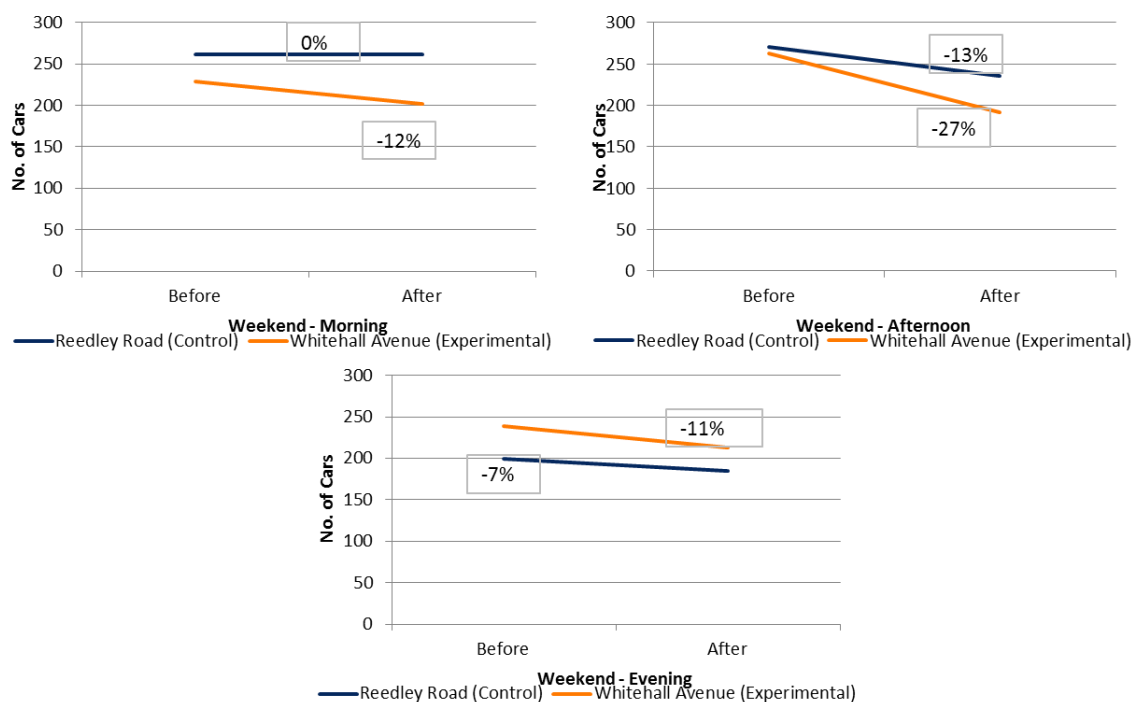 300
250
200
150
100
50
0
No. of Cars
0%
-12%
Before After
Weekend - Morning
Reedley Road (Control) Whitehall Avenue (Experimental)
300
250
200
150
100
50
0
No. of Cars
-13%
-27%
Before After
Weekend - Afternoon
Reedley Road (Control) Whitehall Avenue (Experimental)
300
250
200
150
100
50
0
No. of Cars
-11%
-7%
Before After
Weekend - Evening
Reedley Road (Control) Whitehall Avenue (Experimental)